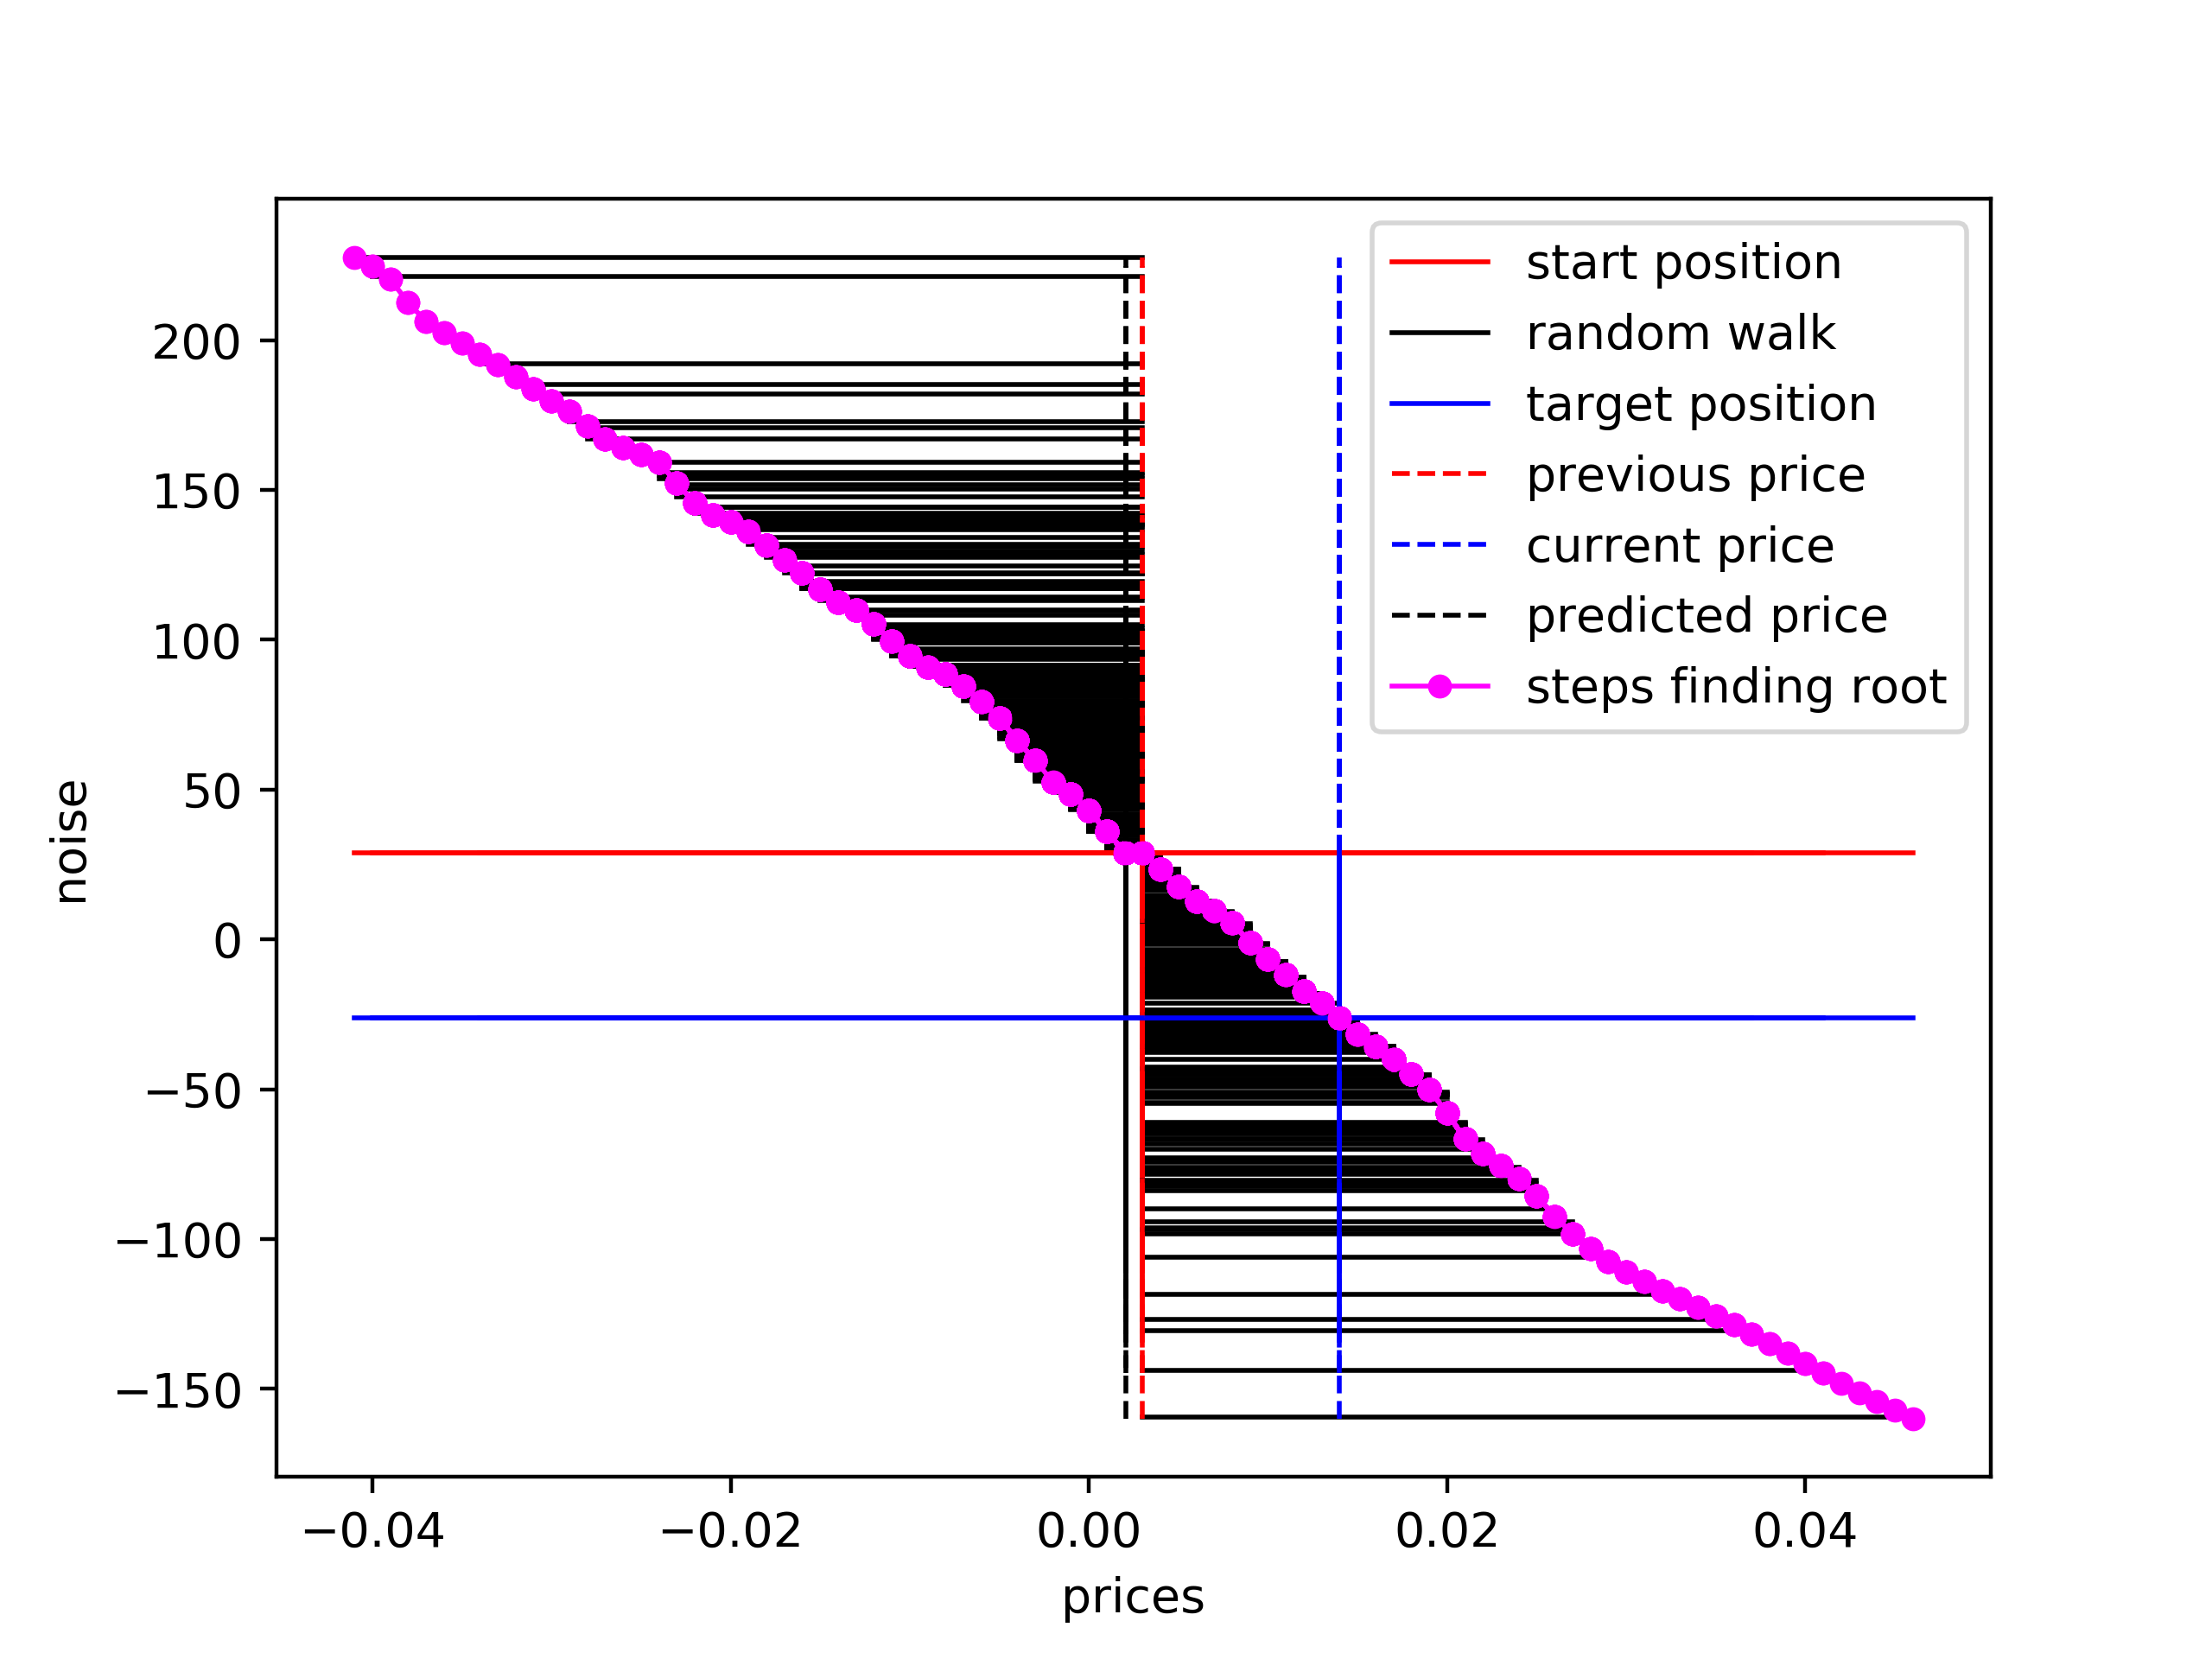 start position
random walk
target position
previous price
current price
predicted price
steps finding root
200
150
100
50
0
−50
−100
−150
noise
−0.04 −0.02 0.00 0.02 0.04
prices